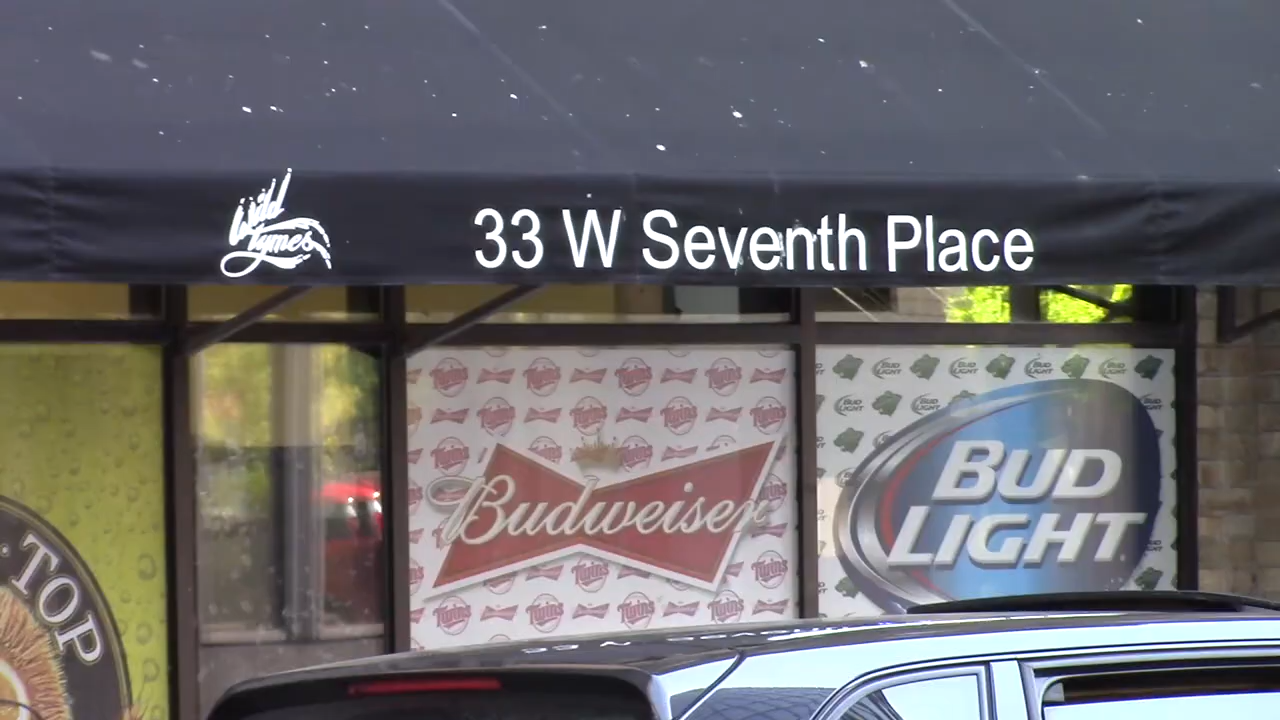 Wild
Tymes
33 W Seventh Place
Budweiser
Twins
BUD
LIGHT
TOP